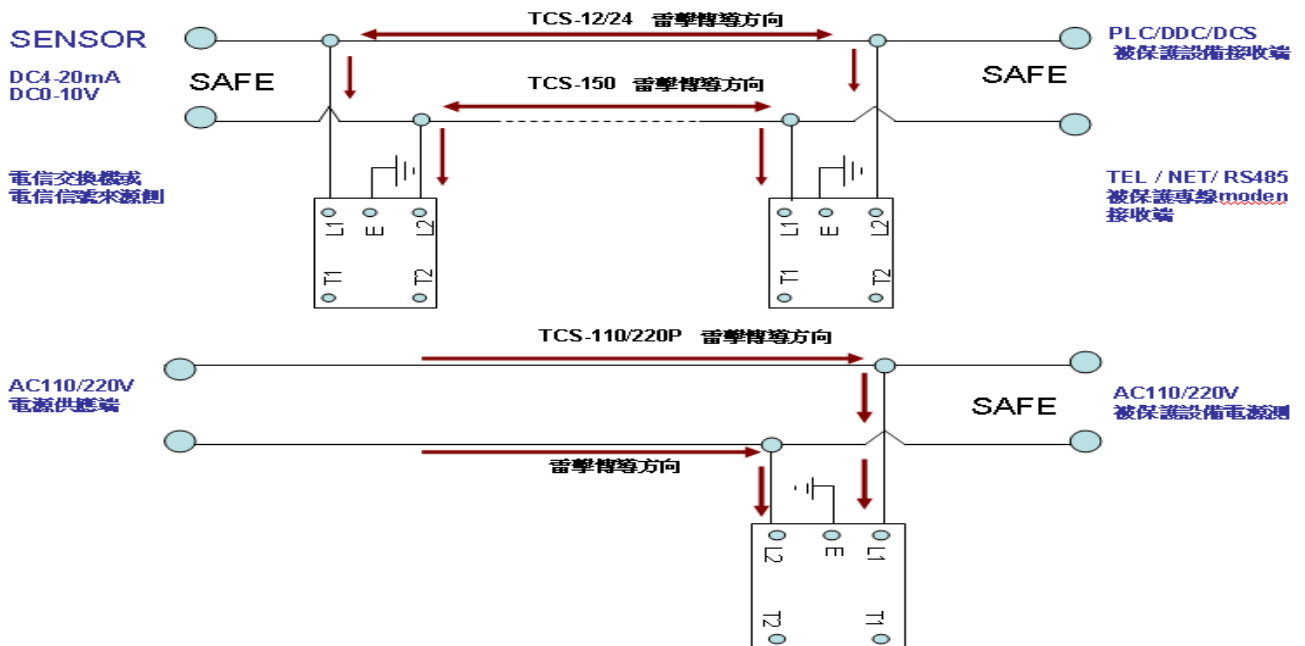 TCS-12/24 雷擊傳導方向
SENSOR
PLC/DDC/DCS
被保護設備接收端
DC4-20mA
DC0-10V
SAFE
SAFE
TCS-150 雷擊傳導方向
電信交換機或
電信信號來源側
TEL / NET/ RS485
被保護專線moden
接收端
L1
E
L2
T1
T2
L1
E
L2
T1
T2
TCS-110/220P 雷擊傳導方向
AC110/220V
電源供應端
SAFE
AC110/220V
被保護設備電源測
雷擊傳導方向
L2
E
L1
T2
T1